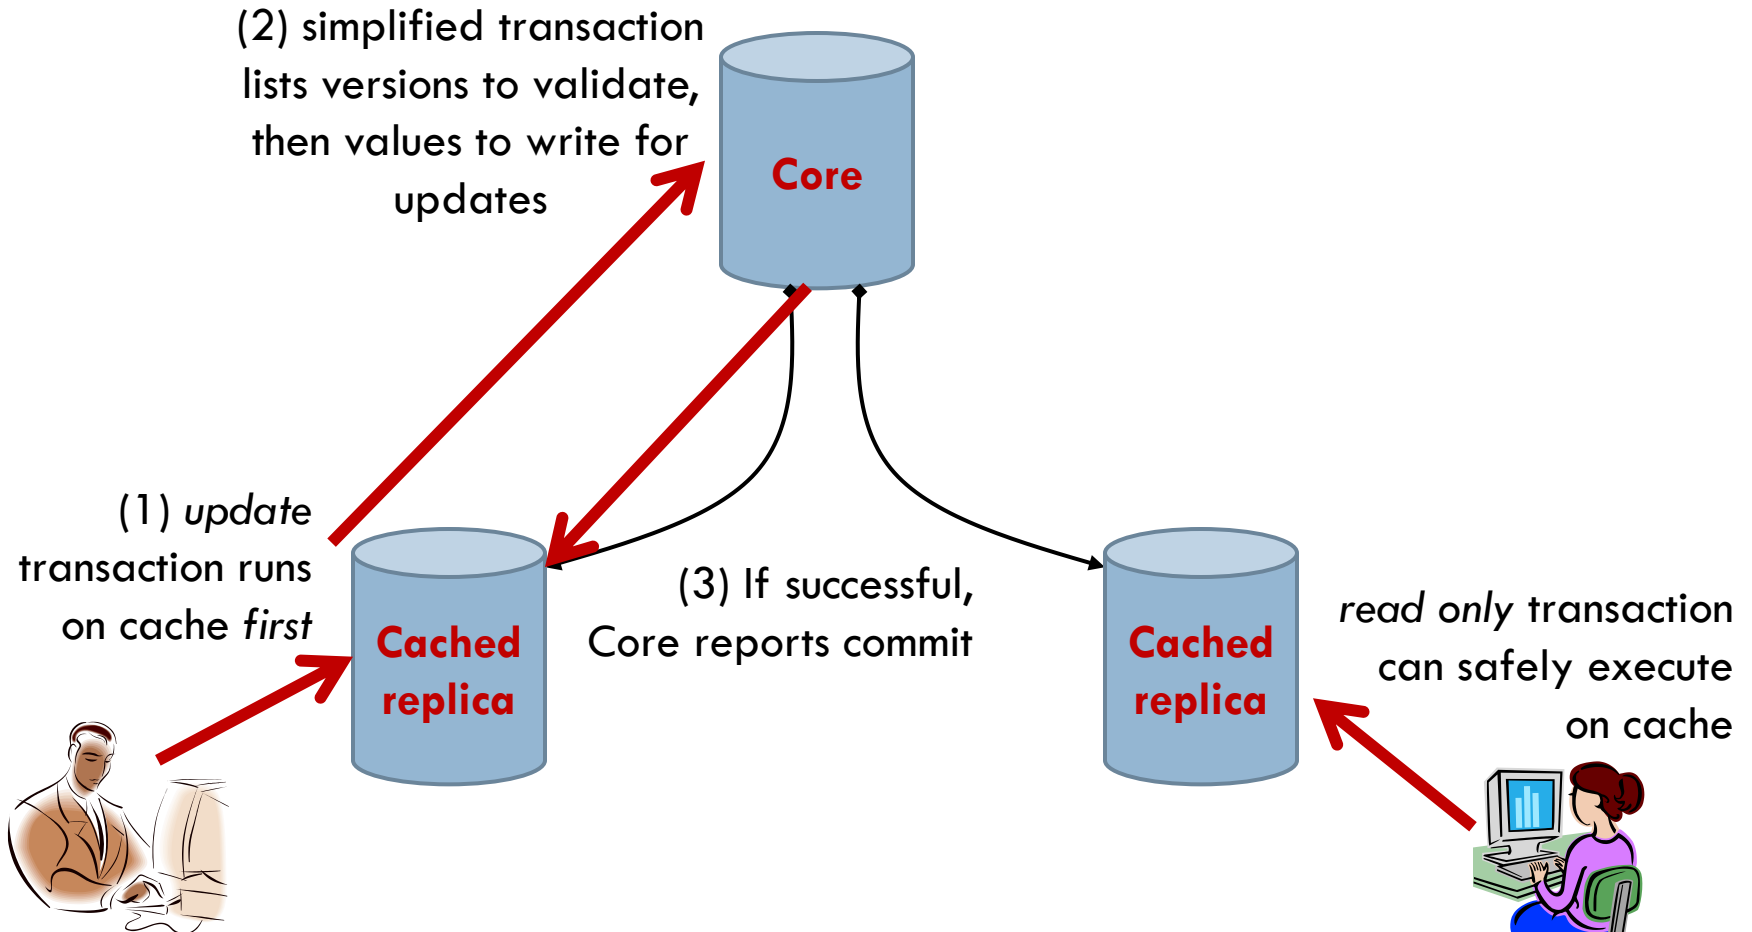 (2) simplified transaction
lists versions to validate,
then values to write for
updates
Core
(1) update
transaction runs
on cache first
Cached
replica
(3) If successful,
Core reports commit
Cached
replica
read only transaction
can safely execute
on cache